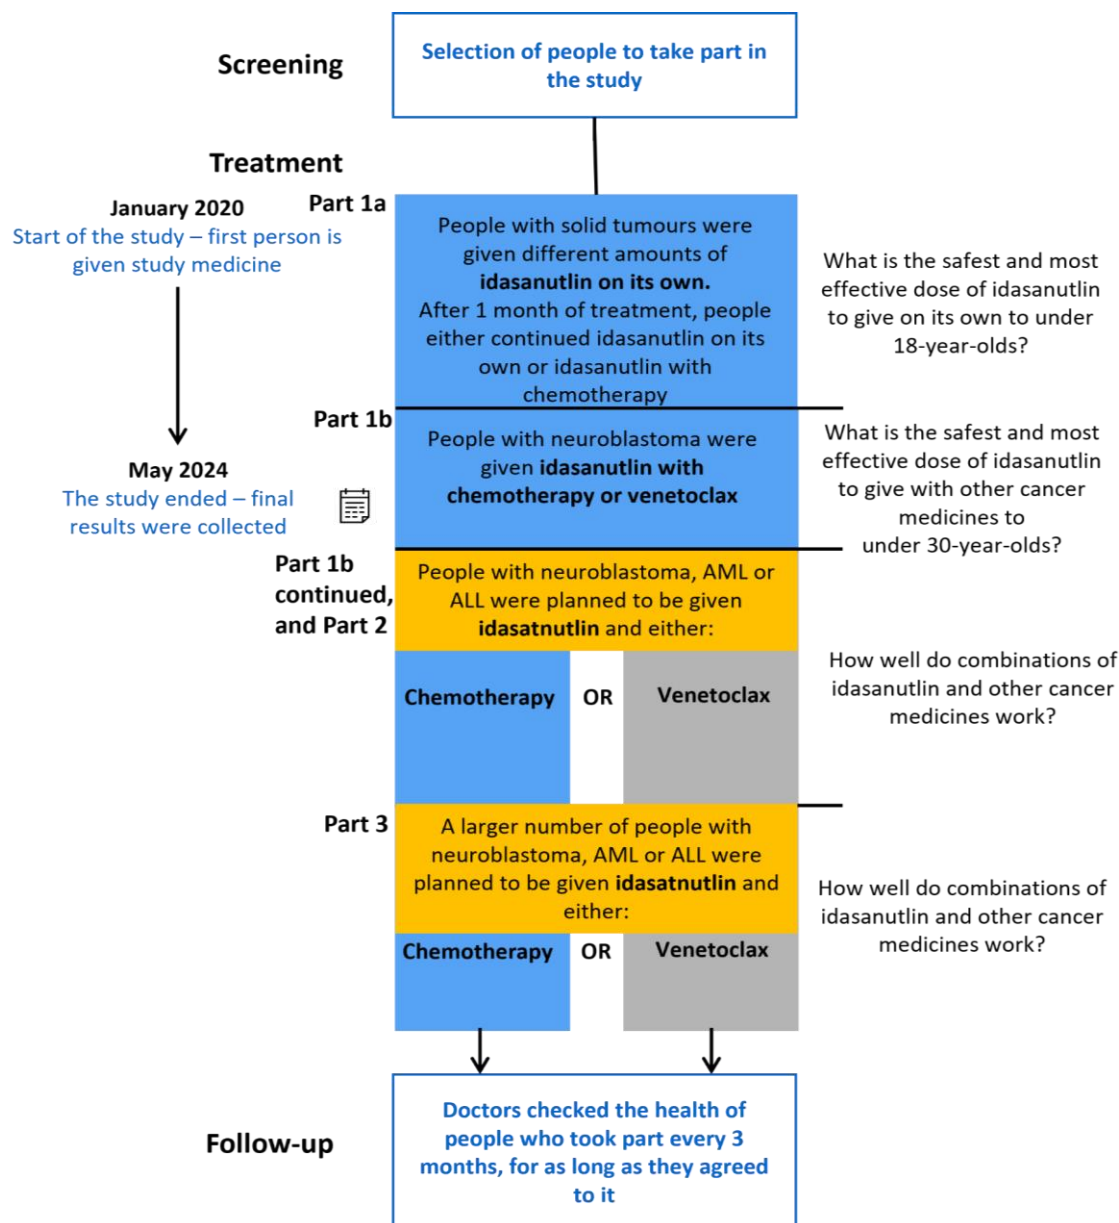 Screening
Selection of people to take part in
the study
Treatment
January 2020
Start of the study – first person is
given study medicine
May 2024
The study ended – final
results were collected
Part 1a
People with solid tumours were
given different amounts of
idasanutlin on its own.
After 1 month of treatment, people
either continued idasanutlin on its
own or idasanutlin with
chemotherapy
What is the safest and most
effective dose of idasanutlin
to give on its own to under
18-year-olds?
Part 1b
People with neuroblastoma were
given idasanutlin with
chemotherapy or venetoclax
What is the safest and most
effective dose of idasanutlin
to give with other cancer
medicines to
under 30-year-olds?
Part 1b
continued,
and Part 2
People with neuroblastoma, AML or
ALL were planned to be given
idasatnutlin and either:
Chemotherapy
OR
Venetoclax
How well do combinations of
idasanutlin and other cancer
medicines work?
Part 3
A larger number of people with
neuroblastoma, AML or ALL were
planned to be given idasatnutlin and
either:
Chemotherapy
OR
Venetoclax
How well do combinations of
idasanutlin and other cancer
medicines work?
Follow-up
Doctors checked the health of
people who took part every 3
months, for as long as they agreed
to it